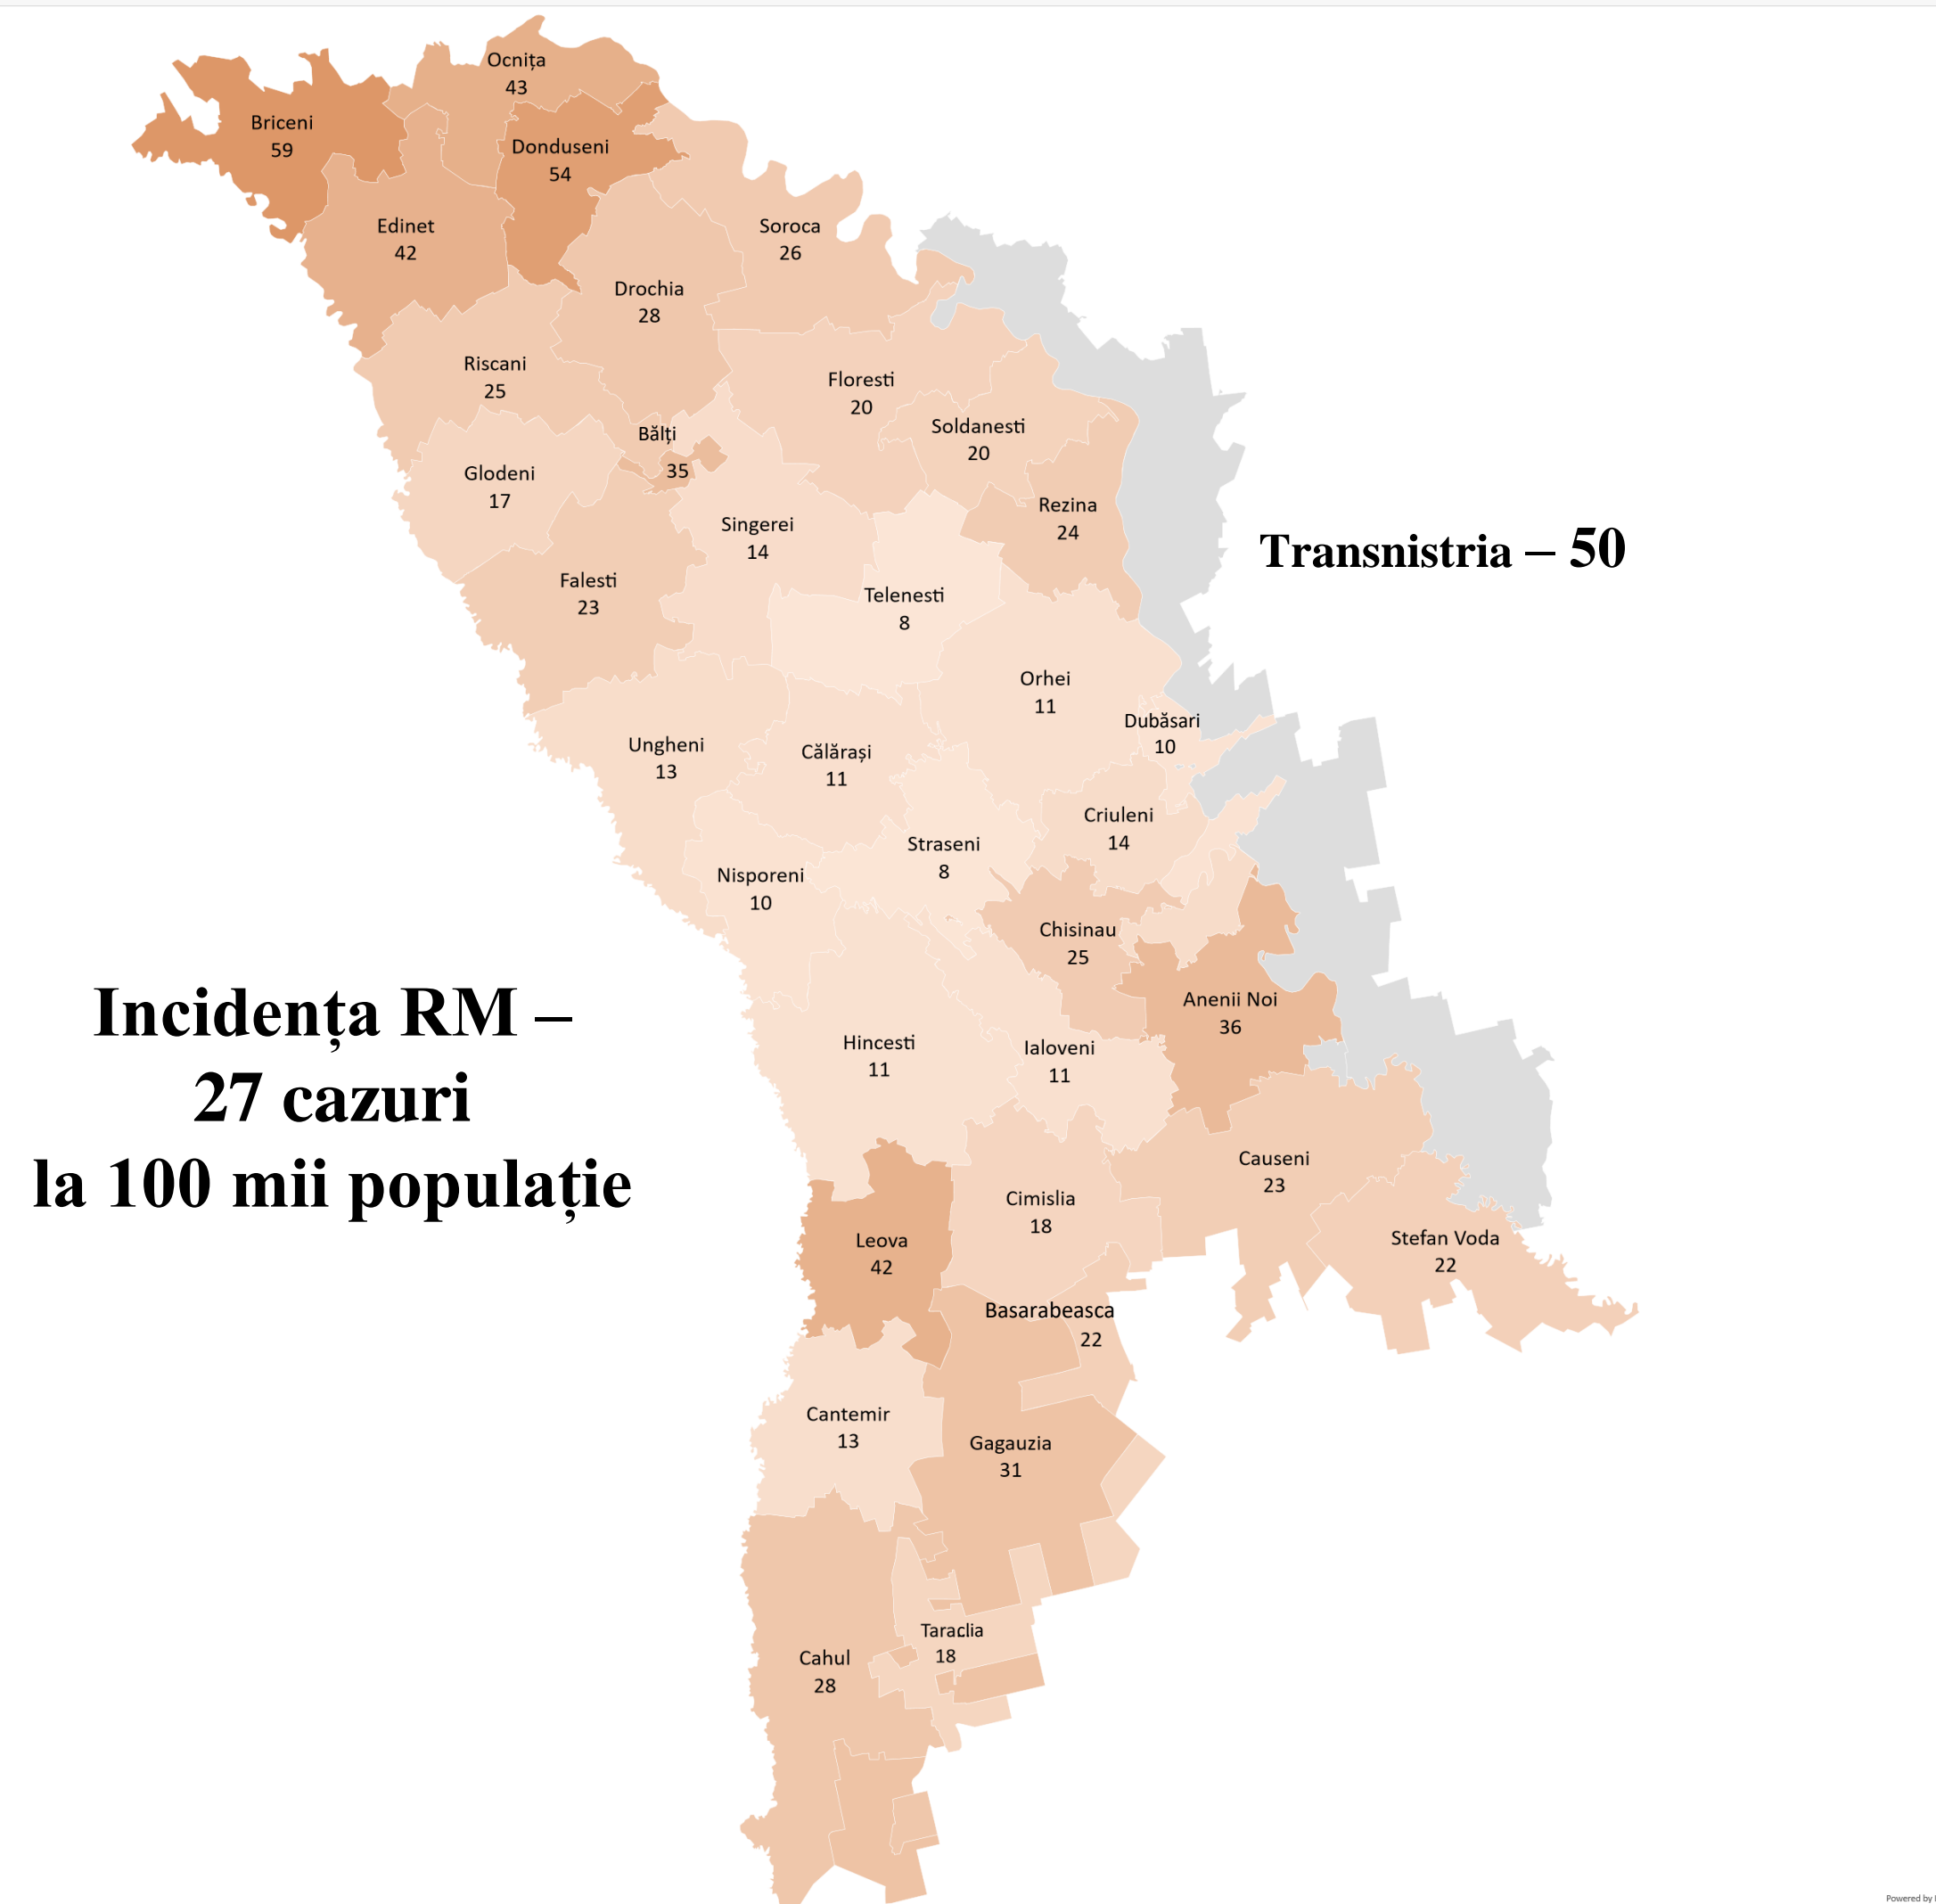 Ocnița
43
Briceni
59
Donduseni
54
Edinet
42
Soroca
26
Drochia
28
Riscani
25
Floresti
20
Soldanesti
20
Bălți
35
Glodeni
17
Rezina
24
Singerei
14
Transnistria – 50
Falesti
23
Telenesti
8
Orhei
11
Dubăsari
10
Ungheni
13
Călărași
11
Criuleni
14
Straseni
8
Nisporeni
10
Chisinau
25
Anenii Noi
36
Incidența RM –
27 cazuri
la 100 mii populație
Hincesti
11
Ialoveni
11
Causeni
23
Cimislia
18
Leova
42
Stefan Voda
22
Basarabeasca
22
Cantemir
13
Gagauzia
31
Taraclia
18
Cahul
28
Powered by